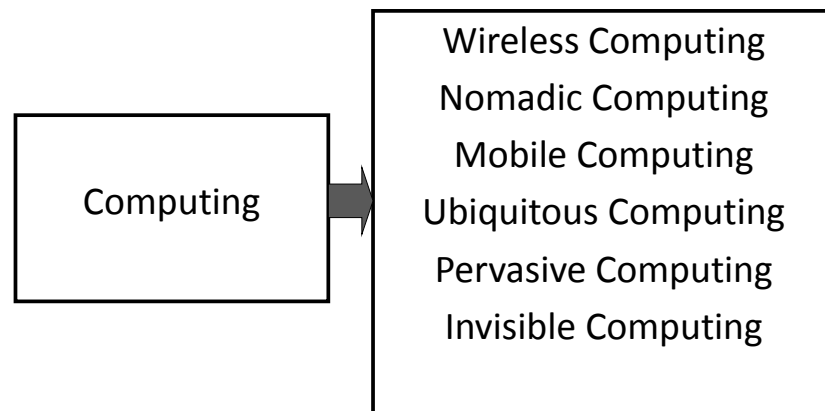 Computing
Wireless Computing
Nomadic Computing
Mobile Computing
Ubiquitous Computing
Pervasive Computing
Invisible Computing